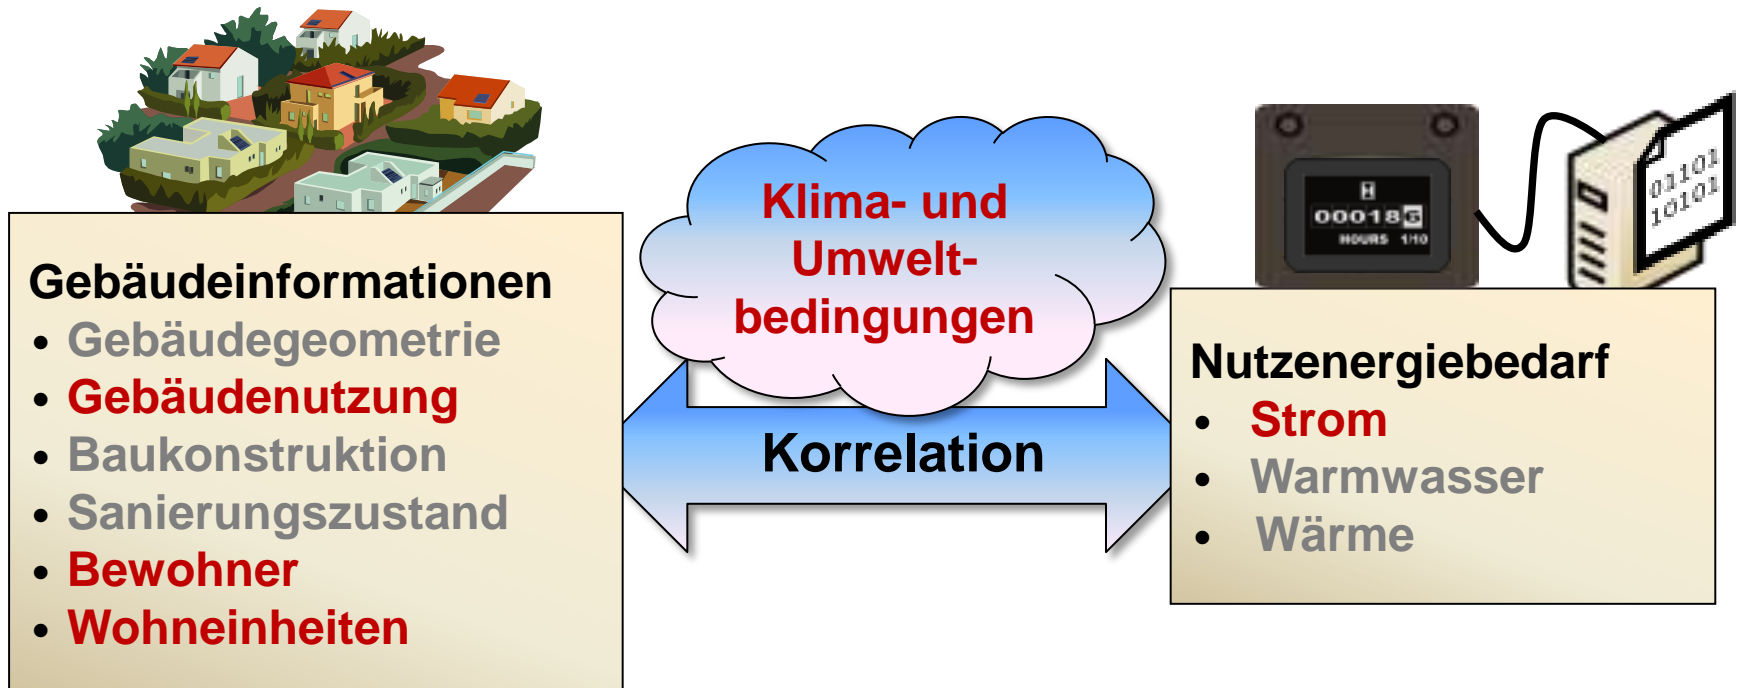 Gebäudeinformationen
• Gebäudegeometrie
• Gebäudenutzung
• Baukonstruktion
• Sanierungszustand
• Bewohner
• Wohneinheiten
Klima- und
Umwelt-
bedingungen
Korrelation
H
00018
HOURS 1/10
01101
10101
Nutzenergiebedarf
• Strom
• Warmwasser
• Wärme